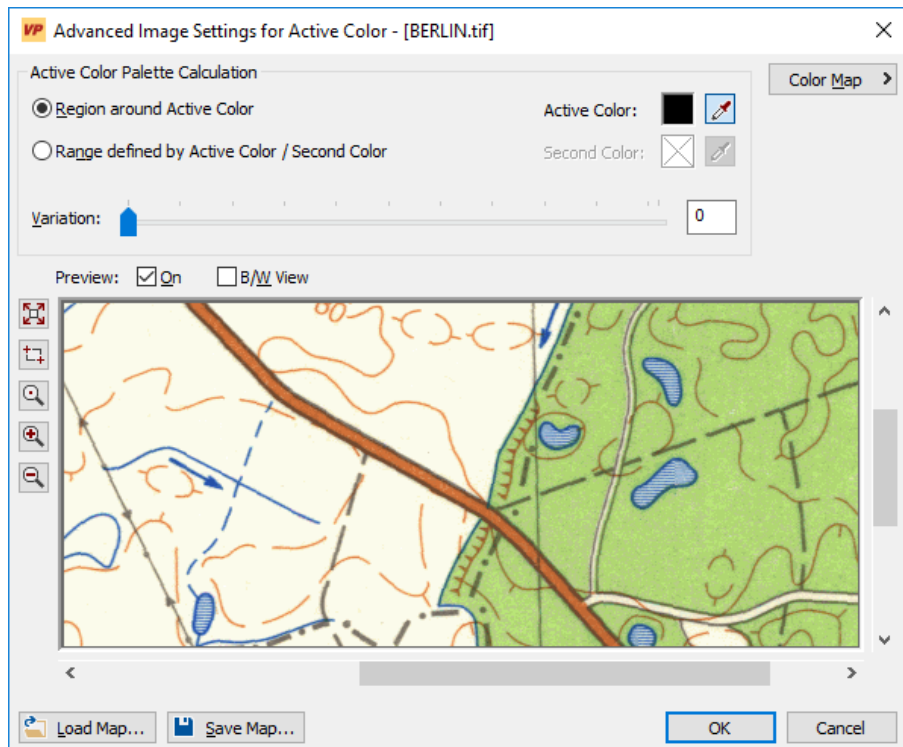 VP Advanced Image Settings for Active Color - [BERLIN.tif]
Active Color Palette Calculation
Color Map >
Region around Active Color
Active Color:
Range defined by Active Color / Second Color
Second Color:
Variation:
0
Preview: On B/W View
Load Map...
Save Map...
OK
Cancel